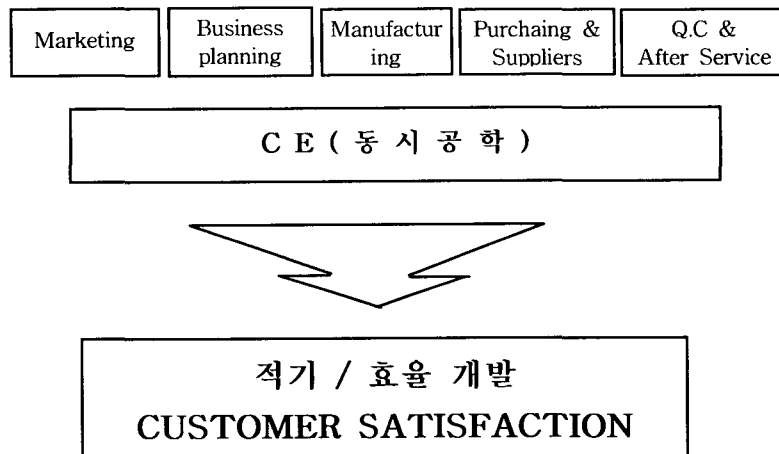 Marketing
Business
planning
Manufactur
ing
Purchaing &
Suppliers
Q.C &
After Service
C E ( 동 시 공 학 )
적기 / 효율 개발
CUSTOMER SATISFACTION